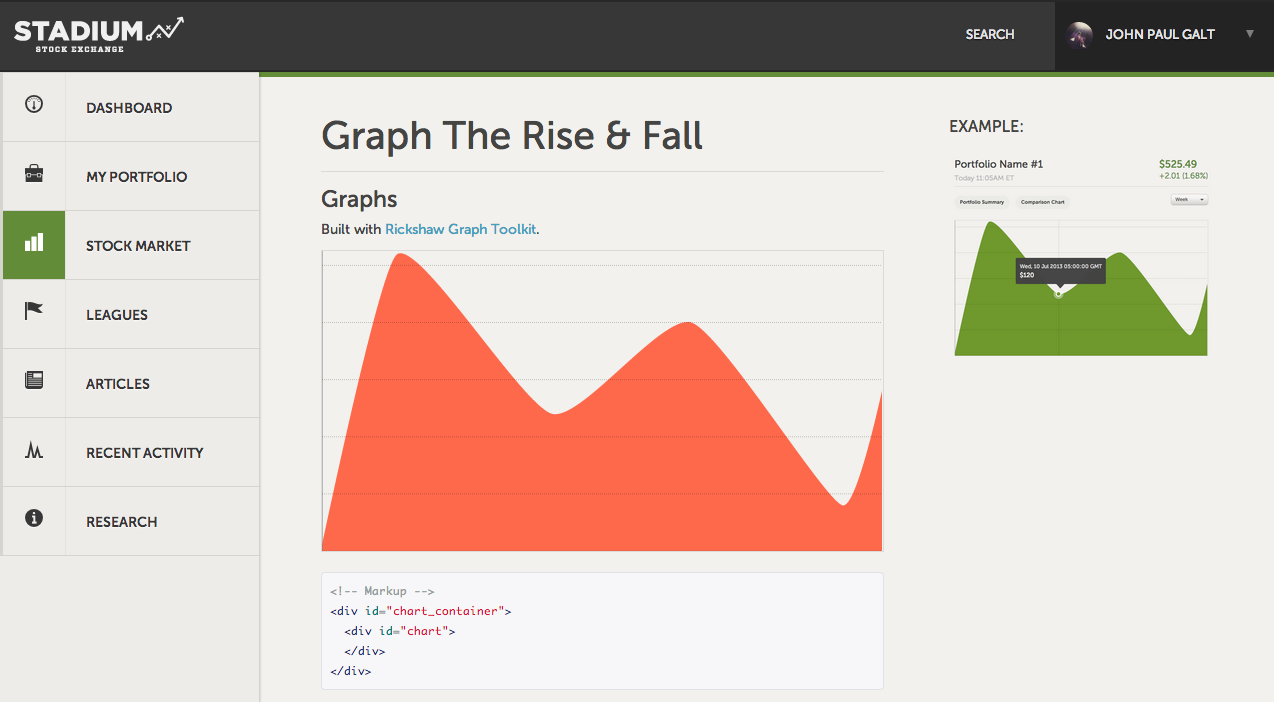 STADIUM
STOCK EXCHANGE
SEARCH
JOHN PAUL GALT
DASHBOARD
MY PORTFOLIO
STOCK MARKET
LEAGUES
ARTICLES
RECENT ACTIVITY
RESEARCH
Graph The Rise & Fall
Graphs
Built with Rickshaw Graph Toolkit.
<!-- Markup -->
<div id="chart_container">
<div id="chart">
</div>
</div>
EXAMPLE:
Portfolio Name #1
$525.49
Today 11:05AM ET
+2.01 (1.68%)
Portfolio Summary
Comparison Chart
Week
Wed, 10 Jul 2013 05:00:00 GMT
$120